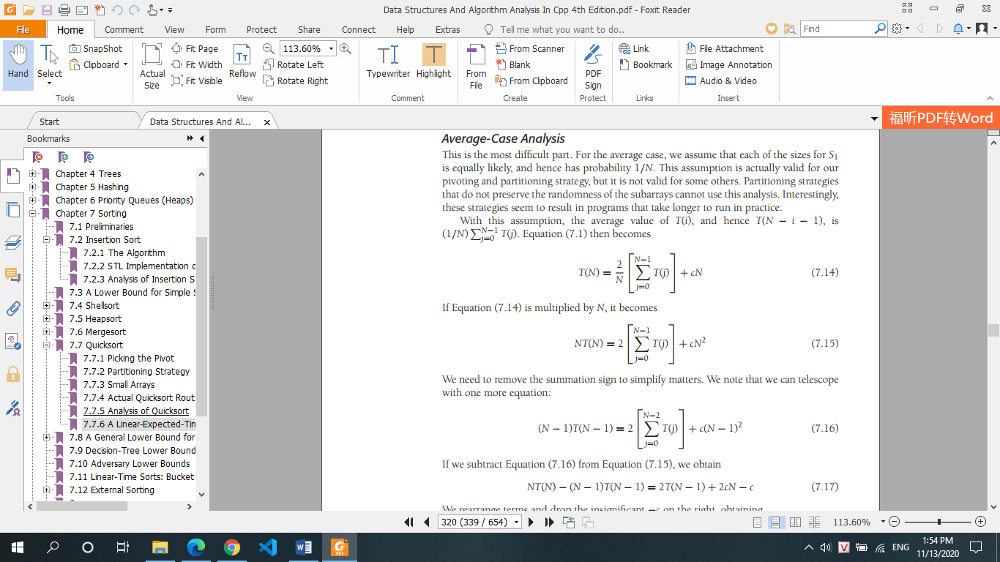 Data Structures And Algorithm Analysis In Cpp 4th Edition.pdf - Foxit Reader
File Home Comment View Form Protect Share Connect Help Extras Tell me what you want to do.. Find
Hand
Select
SnapShot
Clipboard
Tools
Actual Size
Fit Page
Fit Width
Fit Visible
Reflow
113.60%
Rotate Left
Rotate Right
View
Typewriter
Highlight
Comment
From File
From Scanner
Blank
From Clipboard
Create
PDF Sign
Protect
Link
Bookmark
Links
File Attachment
Image Annotation
Audio & Video
Insert
Start
Data Structures And Al...
福昕PDF转Word
Bookmarks
Chapter 4 Trees
Chapter 5 Hashing
Chapter 6 Priority Queues (Heaps)
Chapter 7 Sorting
7.1 Preliminaries
7.2 Insertion Sort
7.2.1 The Algorithm
7.2.2 STL Implementation o
7.2.3 Analysis of Insertion S
7.3 A Lower Bound for Simple S
7.4 Shellsort
7.5 Heapsort
7.6 Mergesort
7.7 Quicksort
7.7.1 Picking the Pivot
7.7.2 Partitioning Strategy
7.7.3 Small Arrays
7.7.4 Actual Quicksort Rout
7.7.5 Analysis of Quicksort
7.7.6 A Linear-Expected-Tim
7.8 A General Lower Bound for
7.9 Decision-Tree Lower Bound
7.10 Adversary Lower Bounds
7.11 Linear-Time Sorts: Bucket
7.12 External Sorting
Average-Case Analysis
This is the most difficult part. For the average case, we assume that each of the sizes for S₁
is equally likely, and hence has probability 1/N. This assumption is actually valid for our
pivoting and partitioning strategy, but it is not valid for some others. Partitioning strategies
that do not preserve the randomness of the subarrays cannot use this analysis. Interestingly,
these strategies seem to result in programs that take longer to run in practice.
With this assumption, the average value of T(i), and hence T(N − i − 1), is
(1/N) ∑_{j=0}^{N−1} T(j). Equation (7.1) then becomes
T(N) = 2/N [∑_{j=0}^{N−1} T(j)] + cN (7.14)
If Equation (7.14) is multiplied by N, it becomes
NT(N) = 2 [∑_{j=0}^{N−1} T(j)] + cN² (7.15)
We need to remove the summation sign to simplify matters. We note that we can telescope
with one more equation:
(N − 1)T(N − 1) = 2 [∑_{j=0}^{N−2} T(j)] + c(N − 1)² (7.16)
If we subtract Equation (7.16) from Equation (7.15), we obtain
NT(N) − (N − 1)T(N − 1) = 2T(N − 1) + 2cN − c (7.17)
We rearrange terms and drop the insignificant −c on the right, obtaining
320 (339 / 654)
113.60%
ENG
1:54 PM
11/13/2020